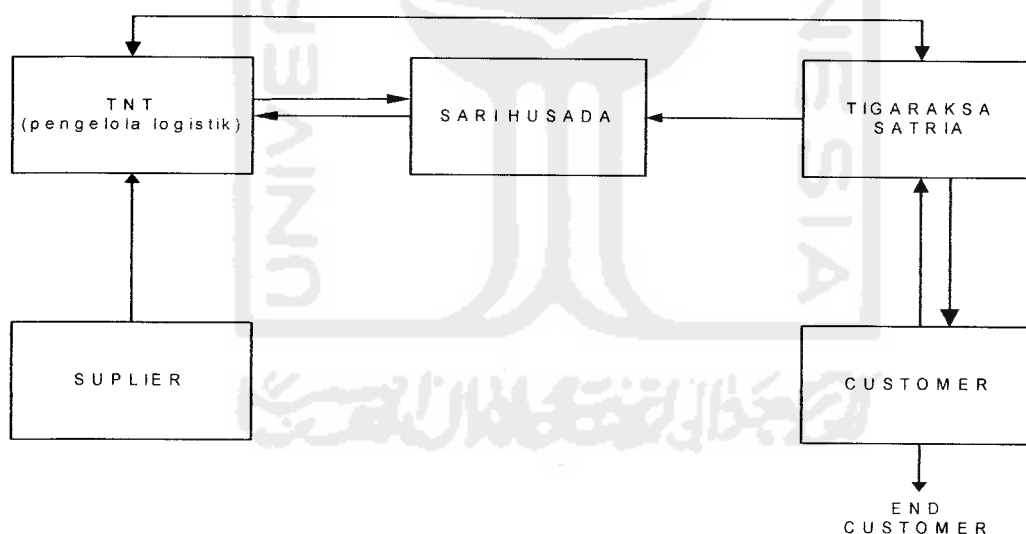 TNT
(pengelola logistik)
SARIHUSADA
TIGARAKSA
SATRIA
SUPLIER
CUSTOMER
END
CUSTOMER